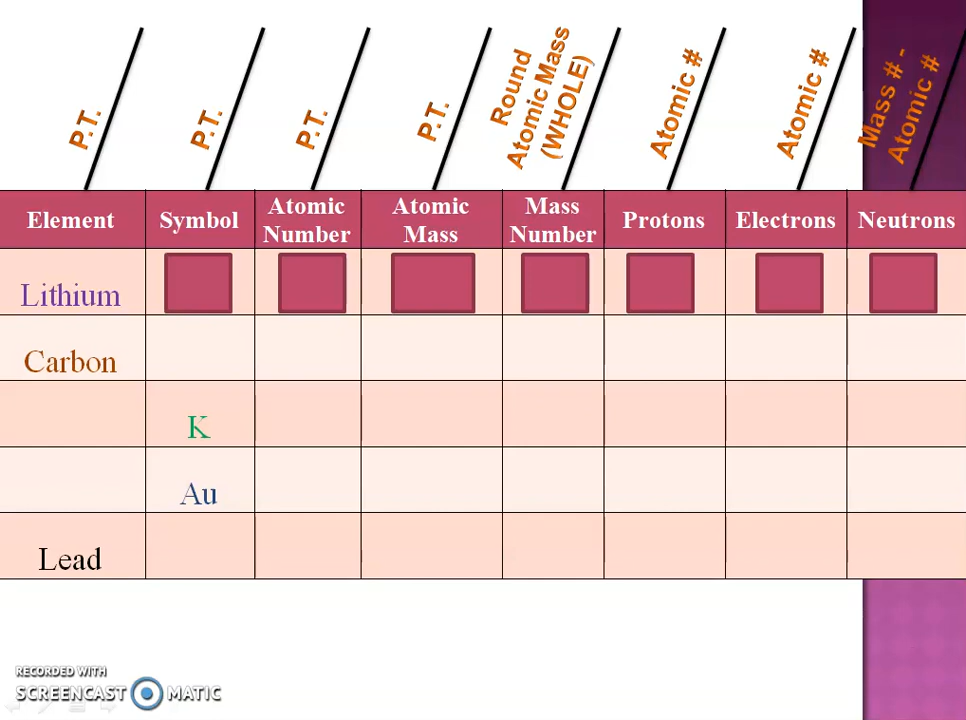 P.T.
P.T.
P.T.
P.T.
Round
Atomic Mass
(WHOLE)
Atomic #
Atomic #
Mass # -
Atomic #
Element
Symbol
Atomic
Number
Atomic
Mass
Mass
Number
Protons
Electrons
Neutrons
Lithium
Carbon
K
Au
Lead
RECORDED WITH
SCREENCAST MATIC